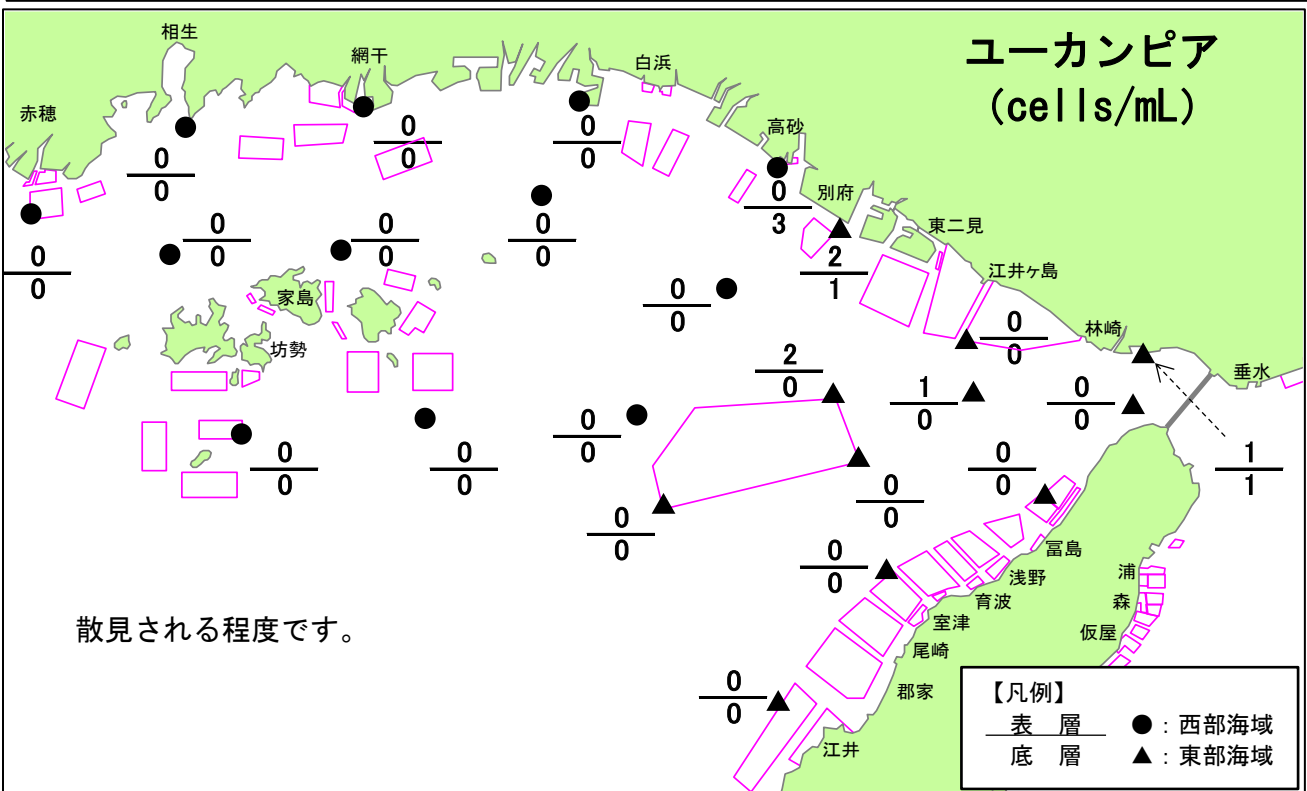 ユーカンピア
(cells/mL)
相生
網干
白浜
赤穂
高砂
別府
東二見
江井ヶ島
林崎
垂水
家島
坊勢
0
0
0
0
0
0
0
3
0
0
0
0
0
0
0
0
2
1
0
0
0
0
2
0
1
0
0
0
0
0
0
0
0
0
0
0
0
0
1
1
0
0
0
0
0
0
冨島
浅野
育波
室津
尾崎
郡家
江井
浦
森
仮屋
散見される程度です。
【凡例】
表 層 ●：西部海域
底 層 ▲：東部海域